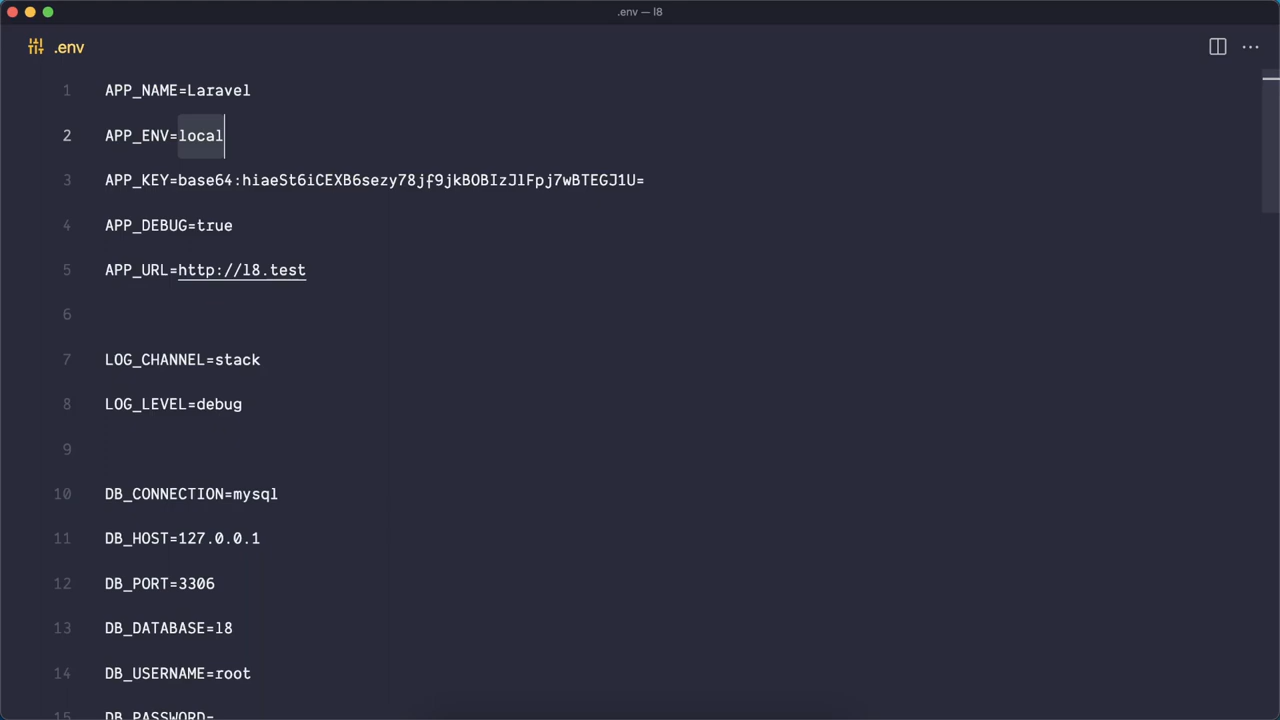 .env — l8
.env
1 APP_NAME=Laravel
2 APP_ENV=local
3 APP_KEY=base64:hiaeSt6iCEXB6sezy78jf9jkBOBIzJlFpj7wBTEGJ1U=
4 APP_DEBUG=true
5 APP_URL=http://l8.test
6
7 LOG_CHANNEL=stack
8 LOG_LEVEL=debug
9
10 DB_CONNECTION=mysql
11 DB_HOST=127.0.0.1
12 DB_PORT=3306
13 DB_DATABASE=l8
14 DB_USERNAME=root
15 DB_PASSWORD=